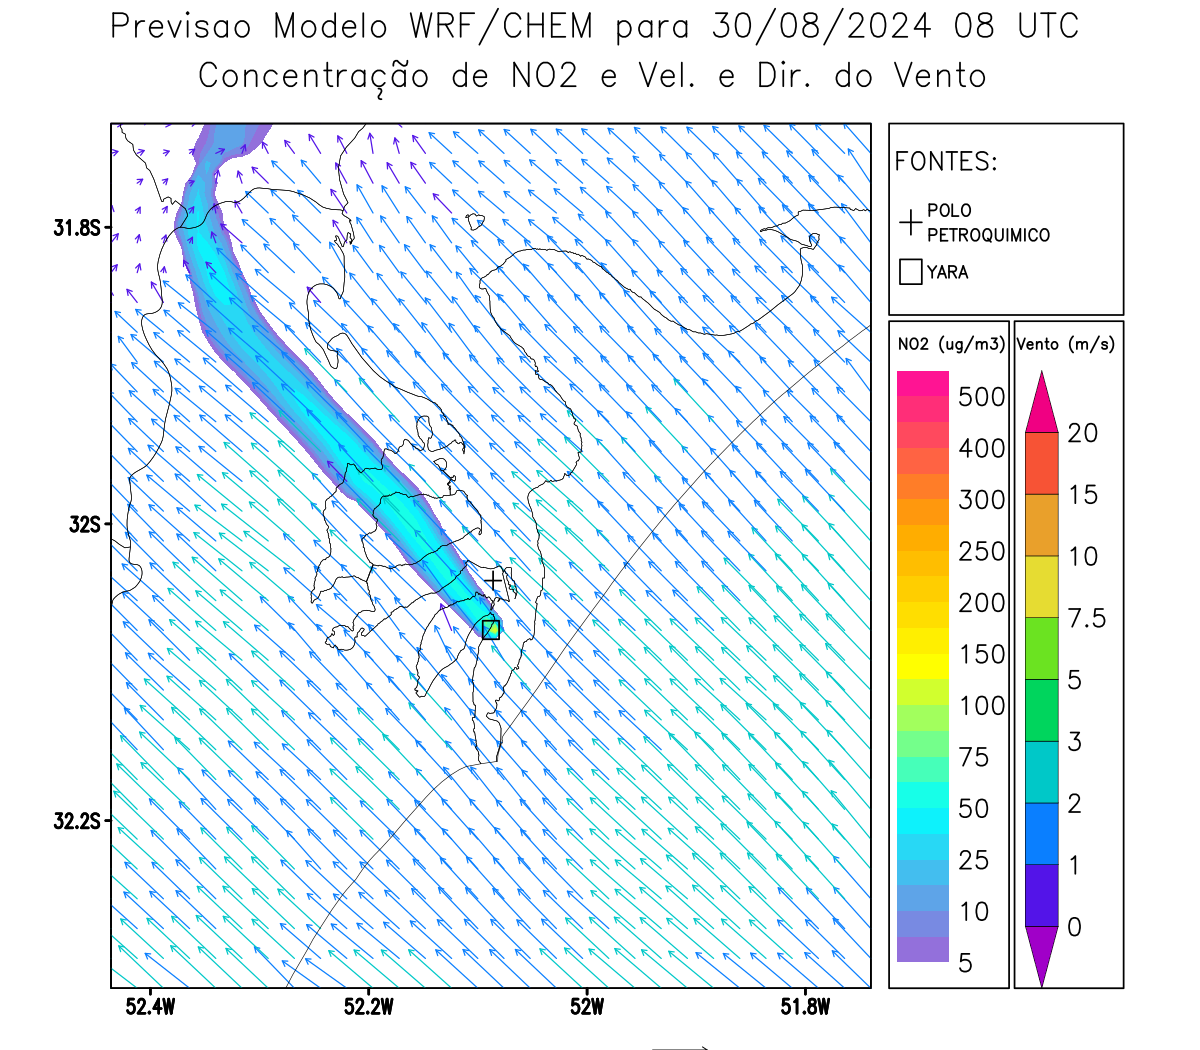 Previsao Modelo WRF/CHEM para 30/08/2024 08 UTC
Concentração de NO2 e Vel. e Dir. do Vento
FONTES:
POLO
PETROQUIMICO
YARA
NO2 (ug/m3)
500
400
300
250
200
150
100
75
50
25
10
5
Vento (m/s)
20
15
10
7.5
5
3
2
1
0
31.8S
32S
32.2S
52.4W
52.2W
52W
51.8W